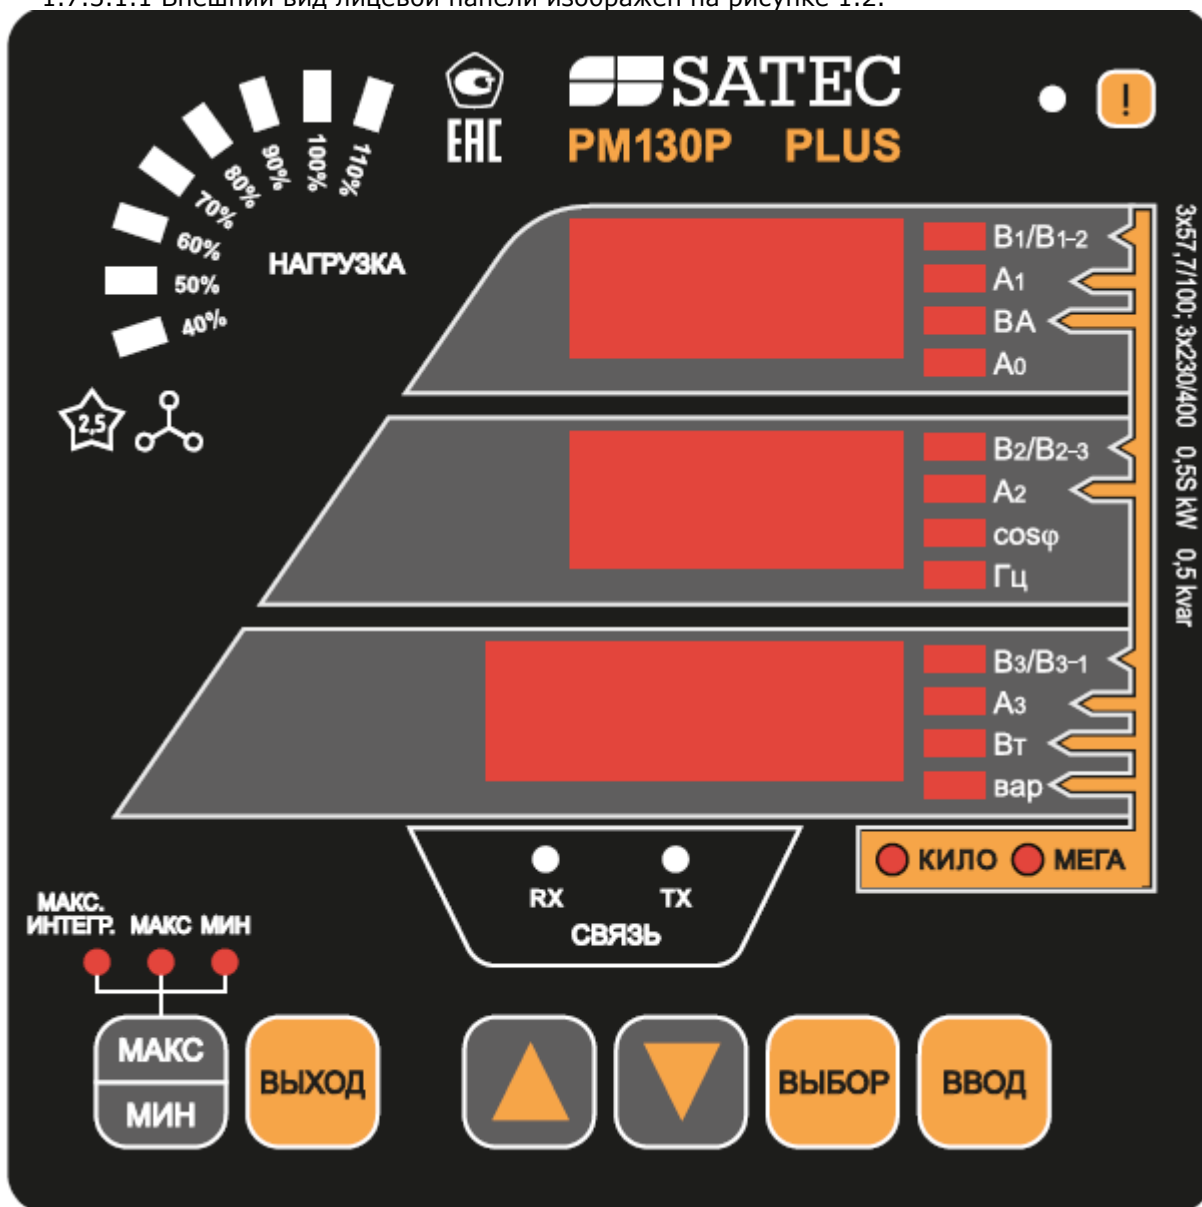 1.7.3.1.1 Внешний вид лицевой панели изображен на рисунке 1.2.
SATEC
PM130P PLUS
EAC
!
110%
100%
90%
80%
70%
60%
50%
40%
НАГРУЗКА
2,5
В1/В1-2
А1
ВА
А0
В2/В2-3
А2
cosφ
Гц
В3/В3-1
А3
Вт
вар
КИЛО МЕГА
3x57,7/100; 3x230/400 0,5S kW 0,5 kvar
RX TX
СВЯЗЬ
МАКС.
ИНТЕГР. МАКС МИН
МАКС
МИН
ВЫХОД
ВЫБОР
ВВОД